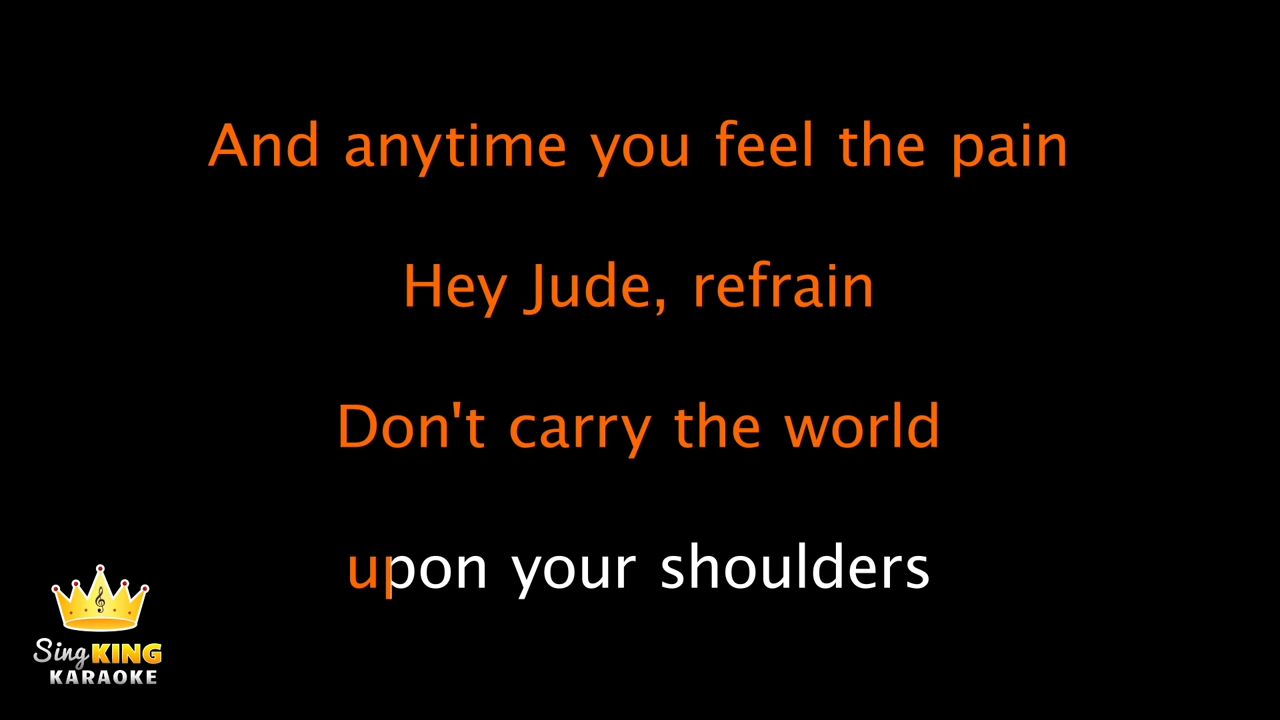 And anytime you feel the pain
Hey Jude, refrain
Don't carry the world
upon your shoulders
Sing KING
KARAOKE